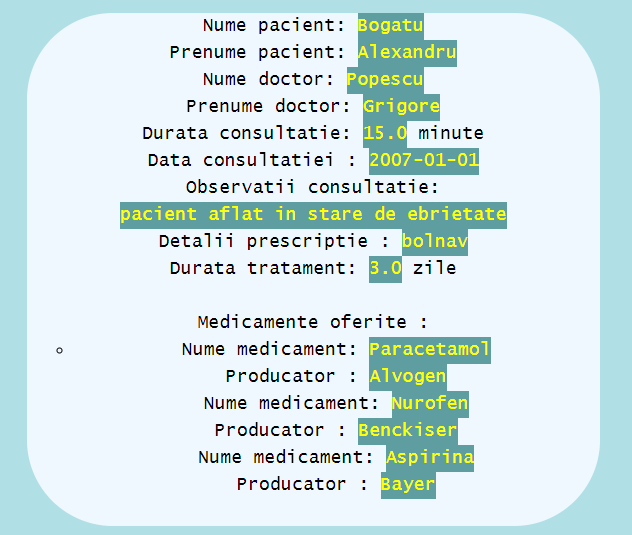 Nume pacient: Bogatu
Prenume pacient: Alexandru
Nume doctor: Popescu
Prenume doctor: Grigore
Durata consultatie: 15.0 minute
Data consultatiei : 2007-01-01
Observatii consultatie:
pacient aflat in stare de ebrietate
Detalii prescriptie : bolnav
Durata tratament: 3.0 zile
Medicamente oferite :
Nume medicament: Paracetamol
Producator : Alvogen
Nume medicament: Nurofen
Producator : Benckiser
Nume medicament: Aspirina
Producator : Bayer